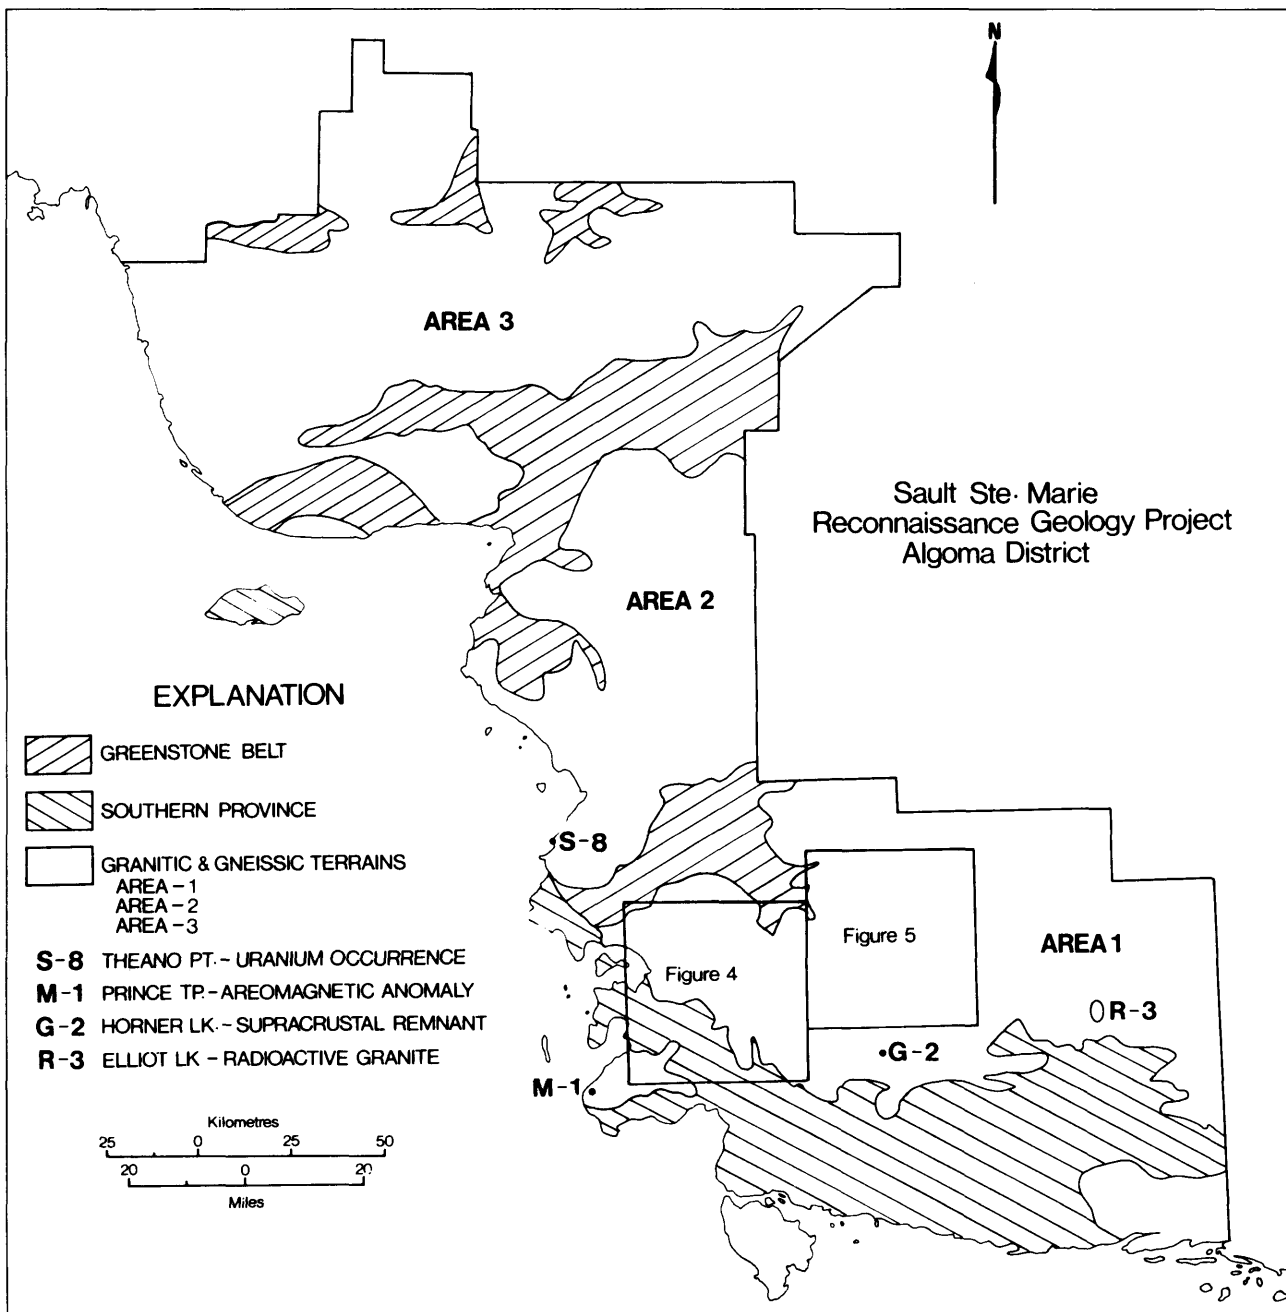 N
AREA 3
Sault Ste. Marie
Reconnaissance Geology Project
Algoma District
AREA 2
EXPLANATION
GREENSTONE BELT
SOUTHERN PROVINCE
GRANITIC & GNEISSIC TERRAINS
AREA-1
AREA-2
AREA-3
S-8 THEANO PT.-URANIUM OCCURRENCE
M-1 PRINCE TP.-AREOMAGNETIC ANOMALY
G-2 HORNER LK.-SUPRACRUSTAL REMNANT
R-3 ELLIOT LK-RADIOACTIVE GRANITE
Kilometres
25 0 25 50
20 0 20
Miles
S-8
Figure 5
AREA 1
Figure 4
R-3
G-2
M-1